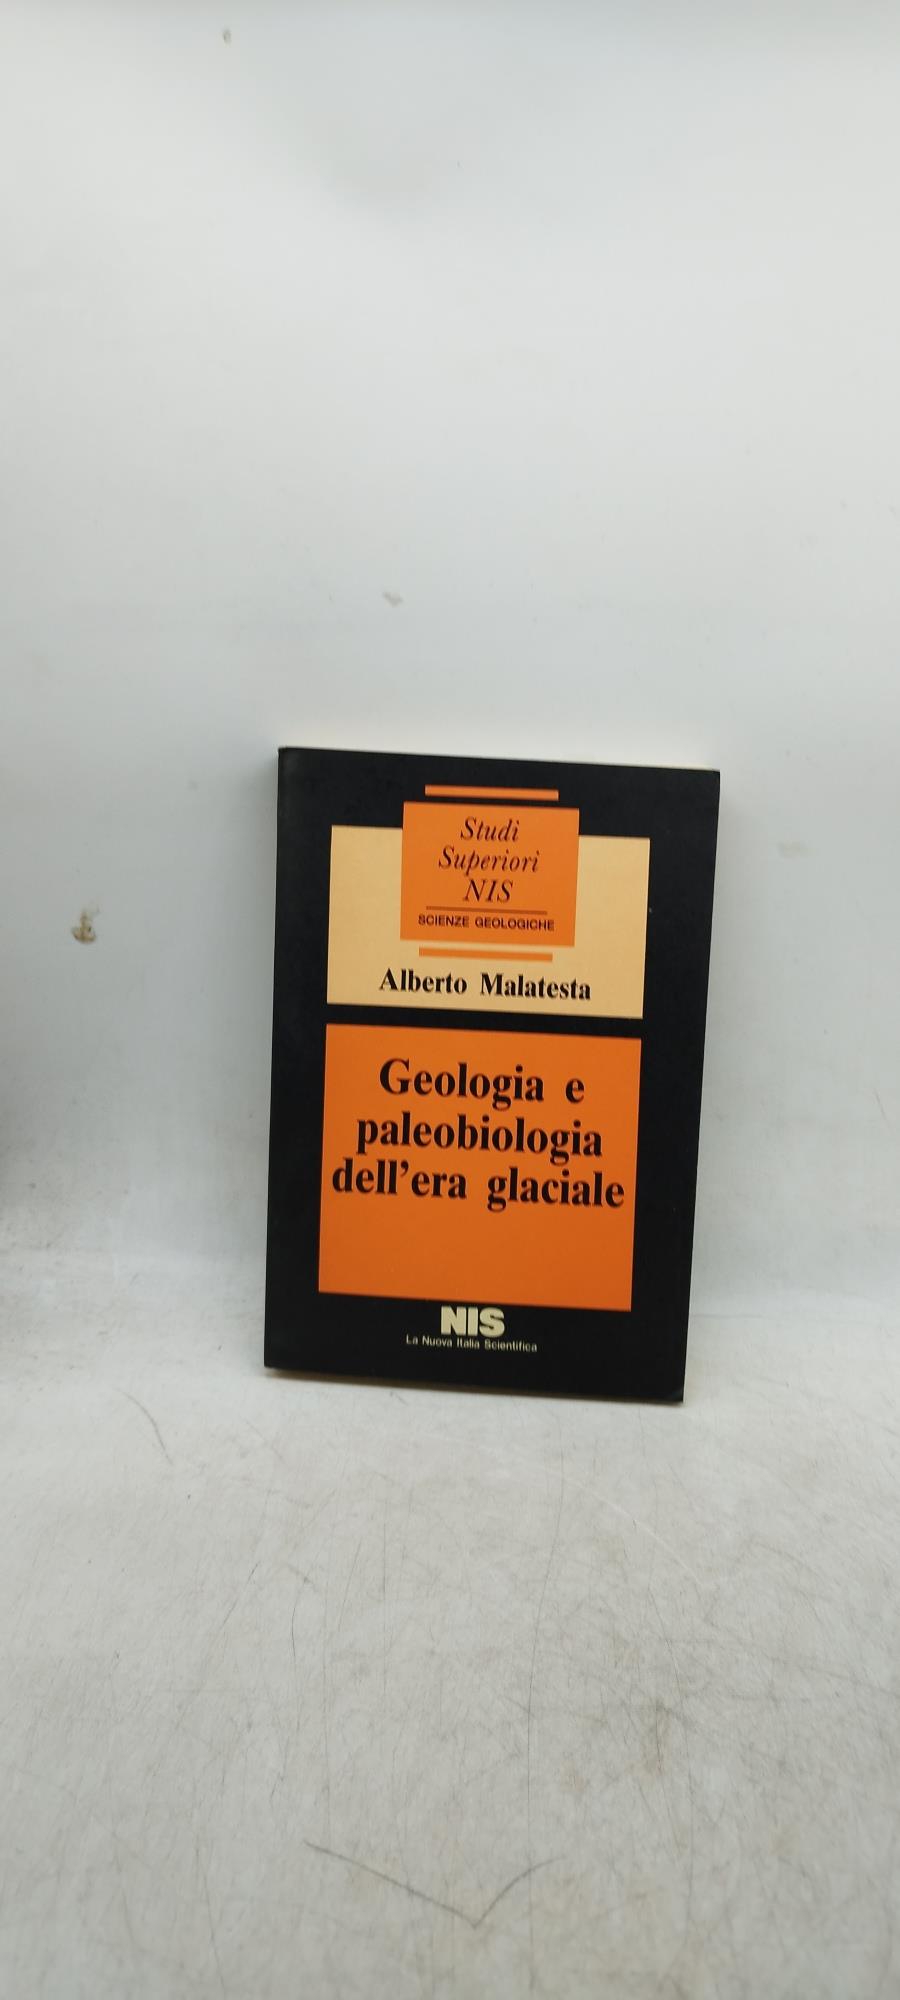 Studi
Superiori
NIS
SCIENZE GEOLOGICHE
Alberto Malatesta
Geologia e
paleobiologia
dell'era glaciale
NIS
La Nuova Italia Scientifica